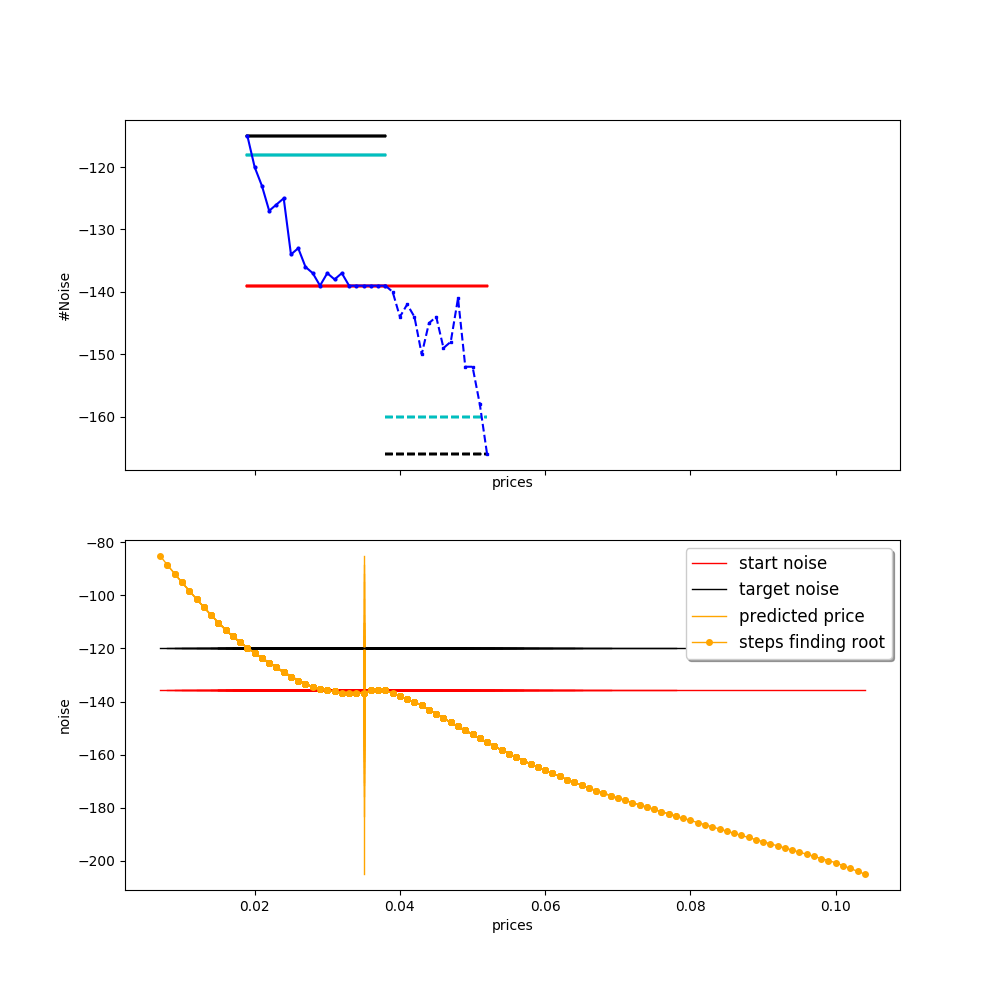 −120
−130
−140
−150
−160
#Noise
prices
−80
−100
−120
−140
−160
−180
−200
noise
start noise
target noise
predicted price
steps finding root
0.02 0.04 0.06 0.08 0.10
prices